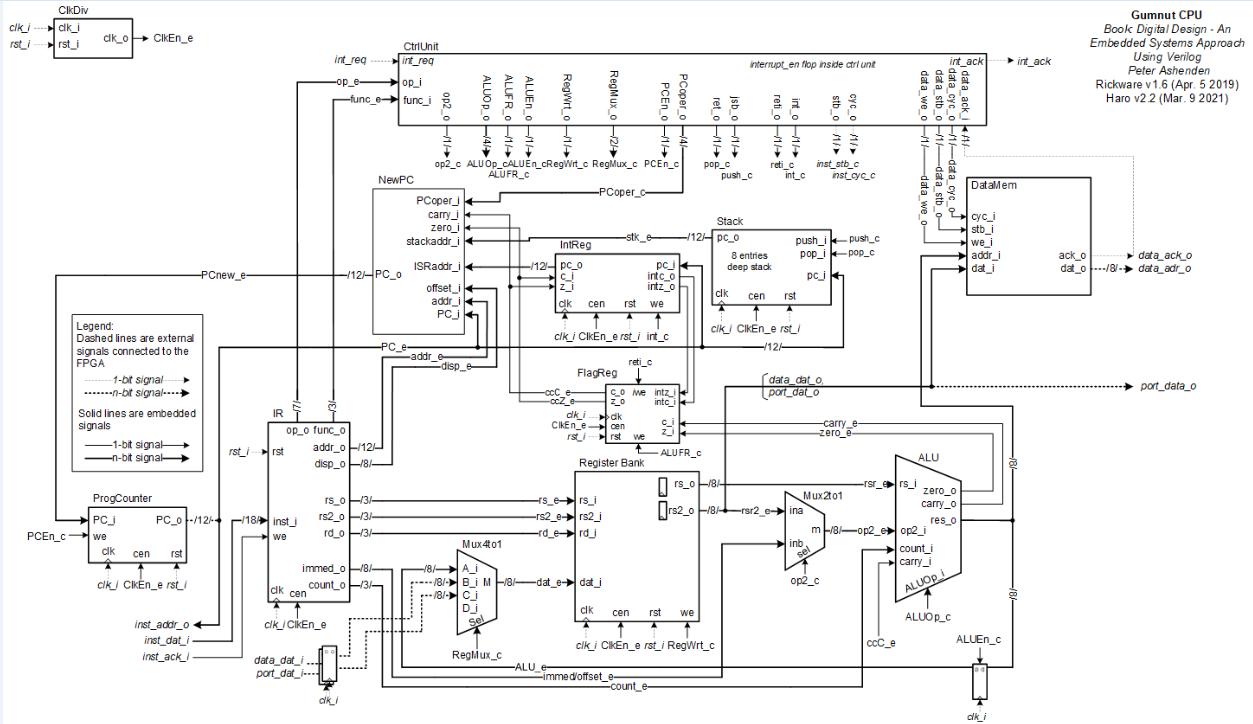 ClkDiv
clk_i
clk_i
rst_i
rst_i
clk_o
ClkEn_e
Gumnut CPU
Book: Digital Design - An
Embedded Systems Approach
Using Verilog
Peter Ashenden
Rickware v1.6 (Apr. 5 2019)
Haro v2.2 (Mar. 9 2021)
CtrlUnit
int_req
int_req
op_e
op_i
func_e
func_i
interrupt_en flop inside ctrl unit
int_ack
int_ack
op2_o
ALUOp_o
ALUFR_o
ALUEn_o
RegWrt_o
RegMux_o
PCEn_o
PCoper_o
ret_o
jsb_o
reti_o
int_o
stb_o
cyc_o
data_we_o
data_stb_o
data_cyc_o
data_ack_i
/1/
/4/
/1/
/1/
/1/
/2/
/1/
/4/
/1/
/1/
/1/
/1/
/1/
/1/
/1/
/1/
/1/
/1/
op2_c
ALUOp_c
ALUEn_c
ALUFR_c
RegWrt_c
RegMux_c
PCEn_c
pop_c
push_c
reti_c
int_c
inst_stb_c
inst_cyc_c
data_we_o
data_stb_o
data_cyc_o
NewPC
PCoper_i
carry_i
zero_i
stackaddr_i
ISRaddr_i
offset_i
addr_i
PC_i
PC_o
/12/
PCnew_e
PCoper_c
stk_e
/12/
IntReg
pc_o
c_i
z_i
pc_i
intc_o
intz_o
clk
cen
rst
we
/12/
clk_i
ClkEn_e
rst_i
int_c
Stack
pc_o
8 entries
deep stack
push_i
pop_i
pc_i
clk
cen
rst
push_c
pop_c
clk_i
ClkEn_e
rst_i
DataMem
cyc_i
stb_i
we_i
addr_i
dat_i
ack_o
dat_o
/8/
data_ack_o
data_adr_o
Legend:
Dashed lines are external
signals connected to the
FPGA
1-bit signal
n-bit signal
Solid lines are embedded
signals
1-bit signal
n-bit signal
PC_e
/12/
addr_e
disp_e
/7/
/3/
FlagReg
reti_c
ccC_e
ccZ_e
c_o
z_o
iwe
intz_i
intc_i
clk_i
clk
ClkEn_e
cen
rst_i
rst
we
c_i
z_i
ALUFR_c
carry_e
zero_e
data_dat_o,
port_dat_o
port_data_o
IR
op_o
func_o
rst_i
rst
addr_o
/12/
disp_o
/8/
rs_o
/3/
rs2_o
/3/
rd_o
/3/
immed_o
/8/
count_o
/3/
/18/
inst_i
we
clk
cen
clk_i
ClkEn_e
ProgCounter
PC_i
PC_o
/12/
we
clk
cen
rst
PCEn_c
clk_i
ClkEn_e
rst_i
inst_addr_o
inst_dat_i
inst_ack_i
data_dat_i
port_dat_i
clk_i
Register Bank
rs_e
rs_i
rs2_e
rs2_i
rd_e
rd_i
dat_e
dat_i
rs_o
/8/
rs2_o
/8/
clk
cen
rst
we
clk_i
ClkEn_e
rst_i
RegWrt_c
Mux4to1
/8/
A_i
/8/
B_i
M
/8/
/8/
C_i
D_i
Sel
RegMux_c
rsr_e
rsr2_e
Mux2to1
ina
m
inb
sel
/8/
op2_e
op2_c
ALU
rs_i
zero_o
carry_o
res_o
op2_i
count_i
carry_i
ALUOp_i
ALUOp_c
ccC_e
/8/
/8/
ALUEn_c
clk_i
ALU_e
immed/offset_e
count_e